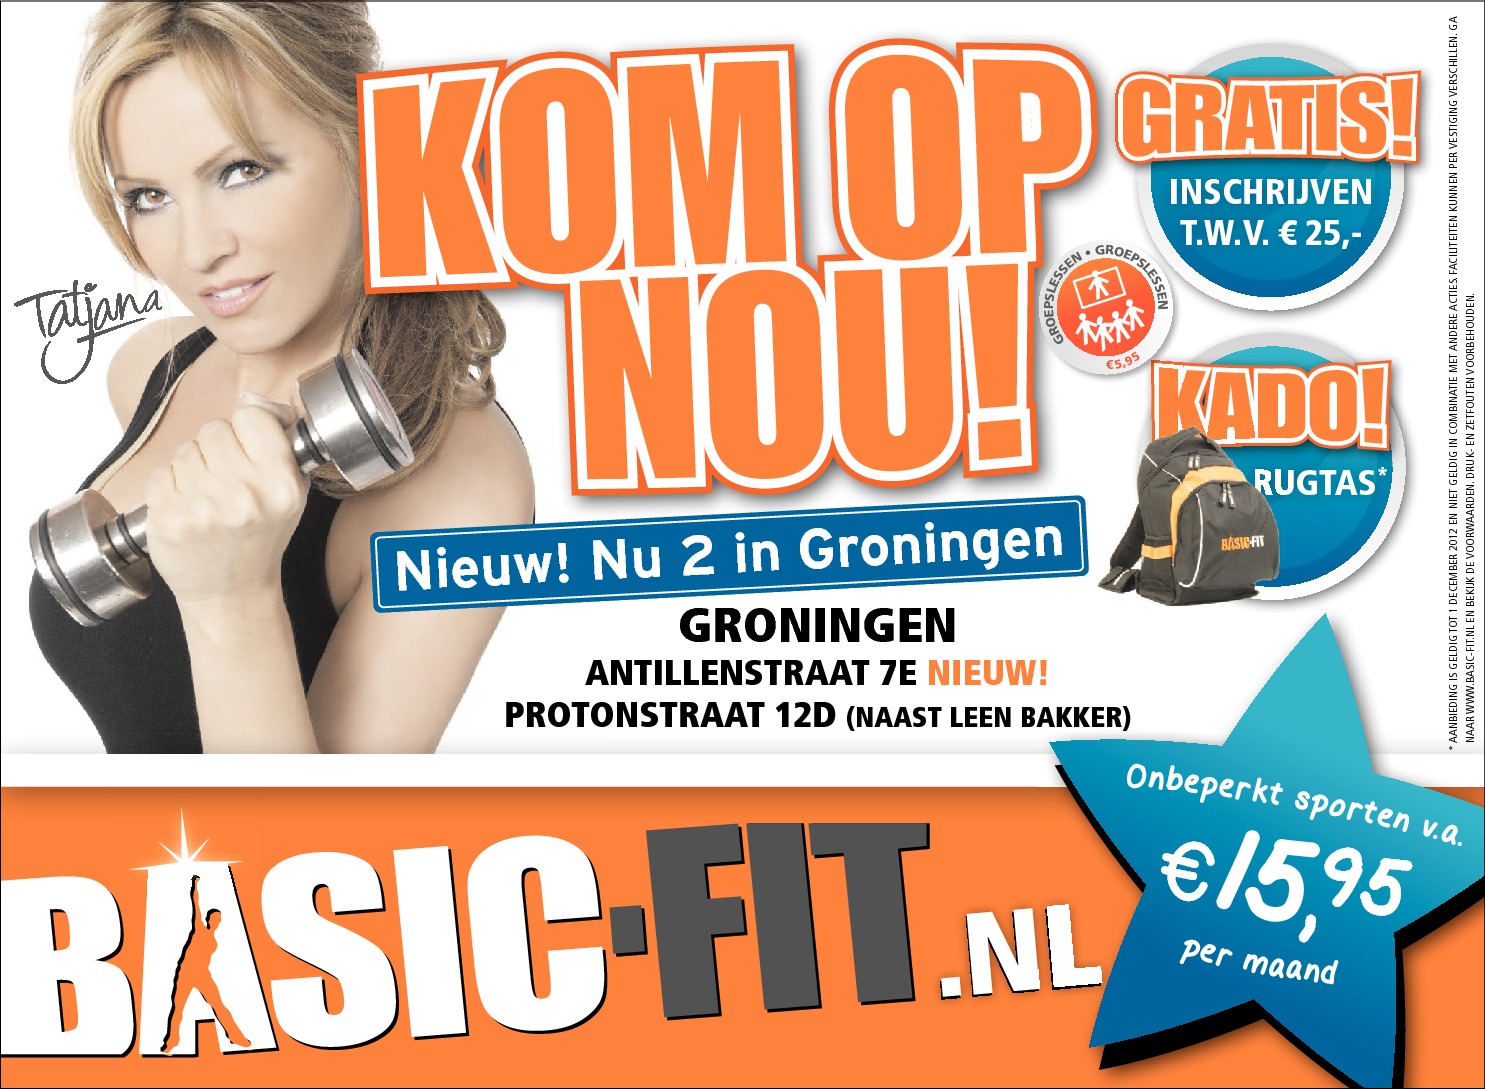 Tatjana
KOM OP
NOU!
GRATIS!
INSCHRIJVEN
T.W.V. € 25,-
GROEPSLESSEN • GROEPSLESSEN
€5,95
KADO!
RUGTAS*
BASIC-FIT
Nieuw! Nu 2 in Groningen
GRONINGEN
ANTILLENSTRAAT 7E NIEUW!
PROTONSTRAAT 12D (NAAST LEEN BAKKER)
* AANBIEDING IS GELDIG TOT 1 DECEMBER 2012 EN NIET GELDIG IN COMBINATIE MET ANDERE ACTIES. FACILITEITEN KUNNEN PER VESTIGING VERSCHILLEN. GA
NAAR WWW.BASIC-FIT.NL EN BEKIJK DE VOORWAARDEN. DRUK- EN ZETFOUTEN VOORBEHOUDEN.
Onbeperkt sporten v.a.
€15,95
per maand
BASIC-FIT.NL